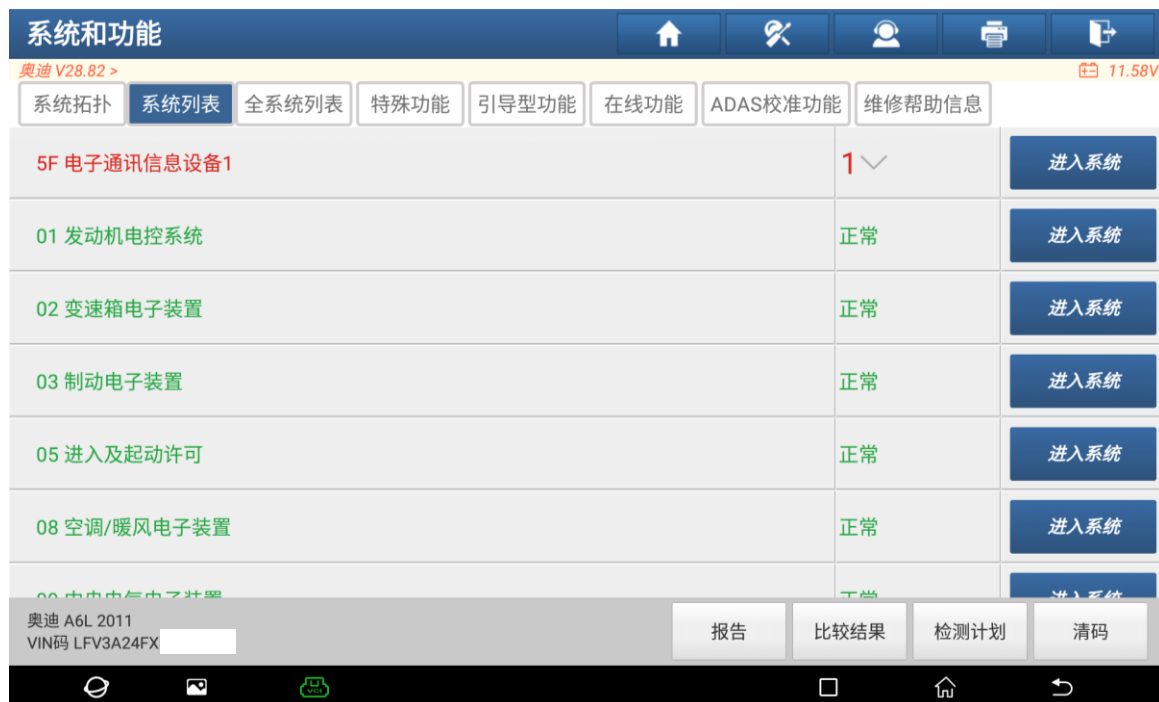 系统和功能
奥迪 V28.82 >
11.58V
系统拓扑 系统列表 全系统列表 特殊功能 引导型功能 在线功能 ADAS校准功能 维修帮助信息
5F 电子通讯信息设备1 1 进入系统
01 发动机电控系统 正常 进入系统
02 变速箱电子装置 正常 进入系统
03 制动电子装置 正常 进入系统
05 进入及起动许可 正常 进入系统
08 空调/暖风电子装置 正常 进入系统
奥迪 A6L 2011
VIN码 LFV3A24FX
报告 比较结果 检测计划 清码
VCI